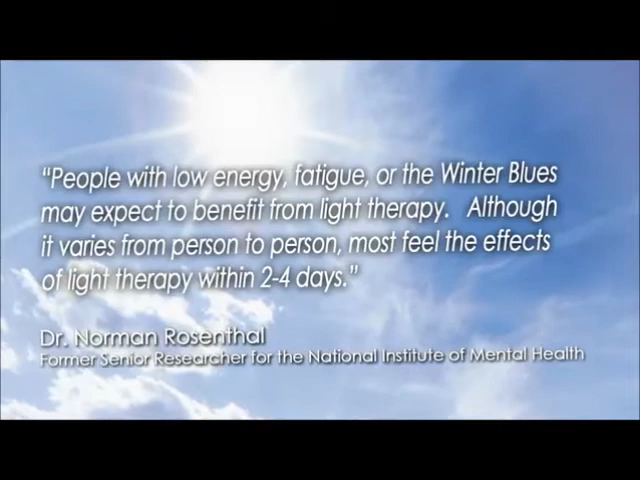 “People with low energy, fatigue, or the Winter Blues
may expect to benefit from light therapy. Although
it varies from person to person, most feel the effects
of light therapy within 2-4 days.”
Dr. Norman Rosenthal
Former Senior Researcher for the National Institute of Mental Health